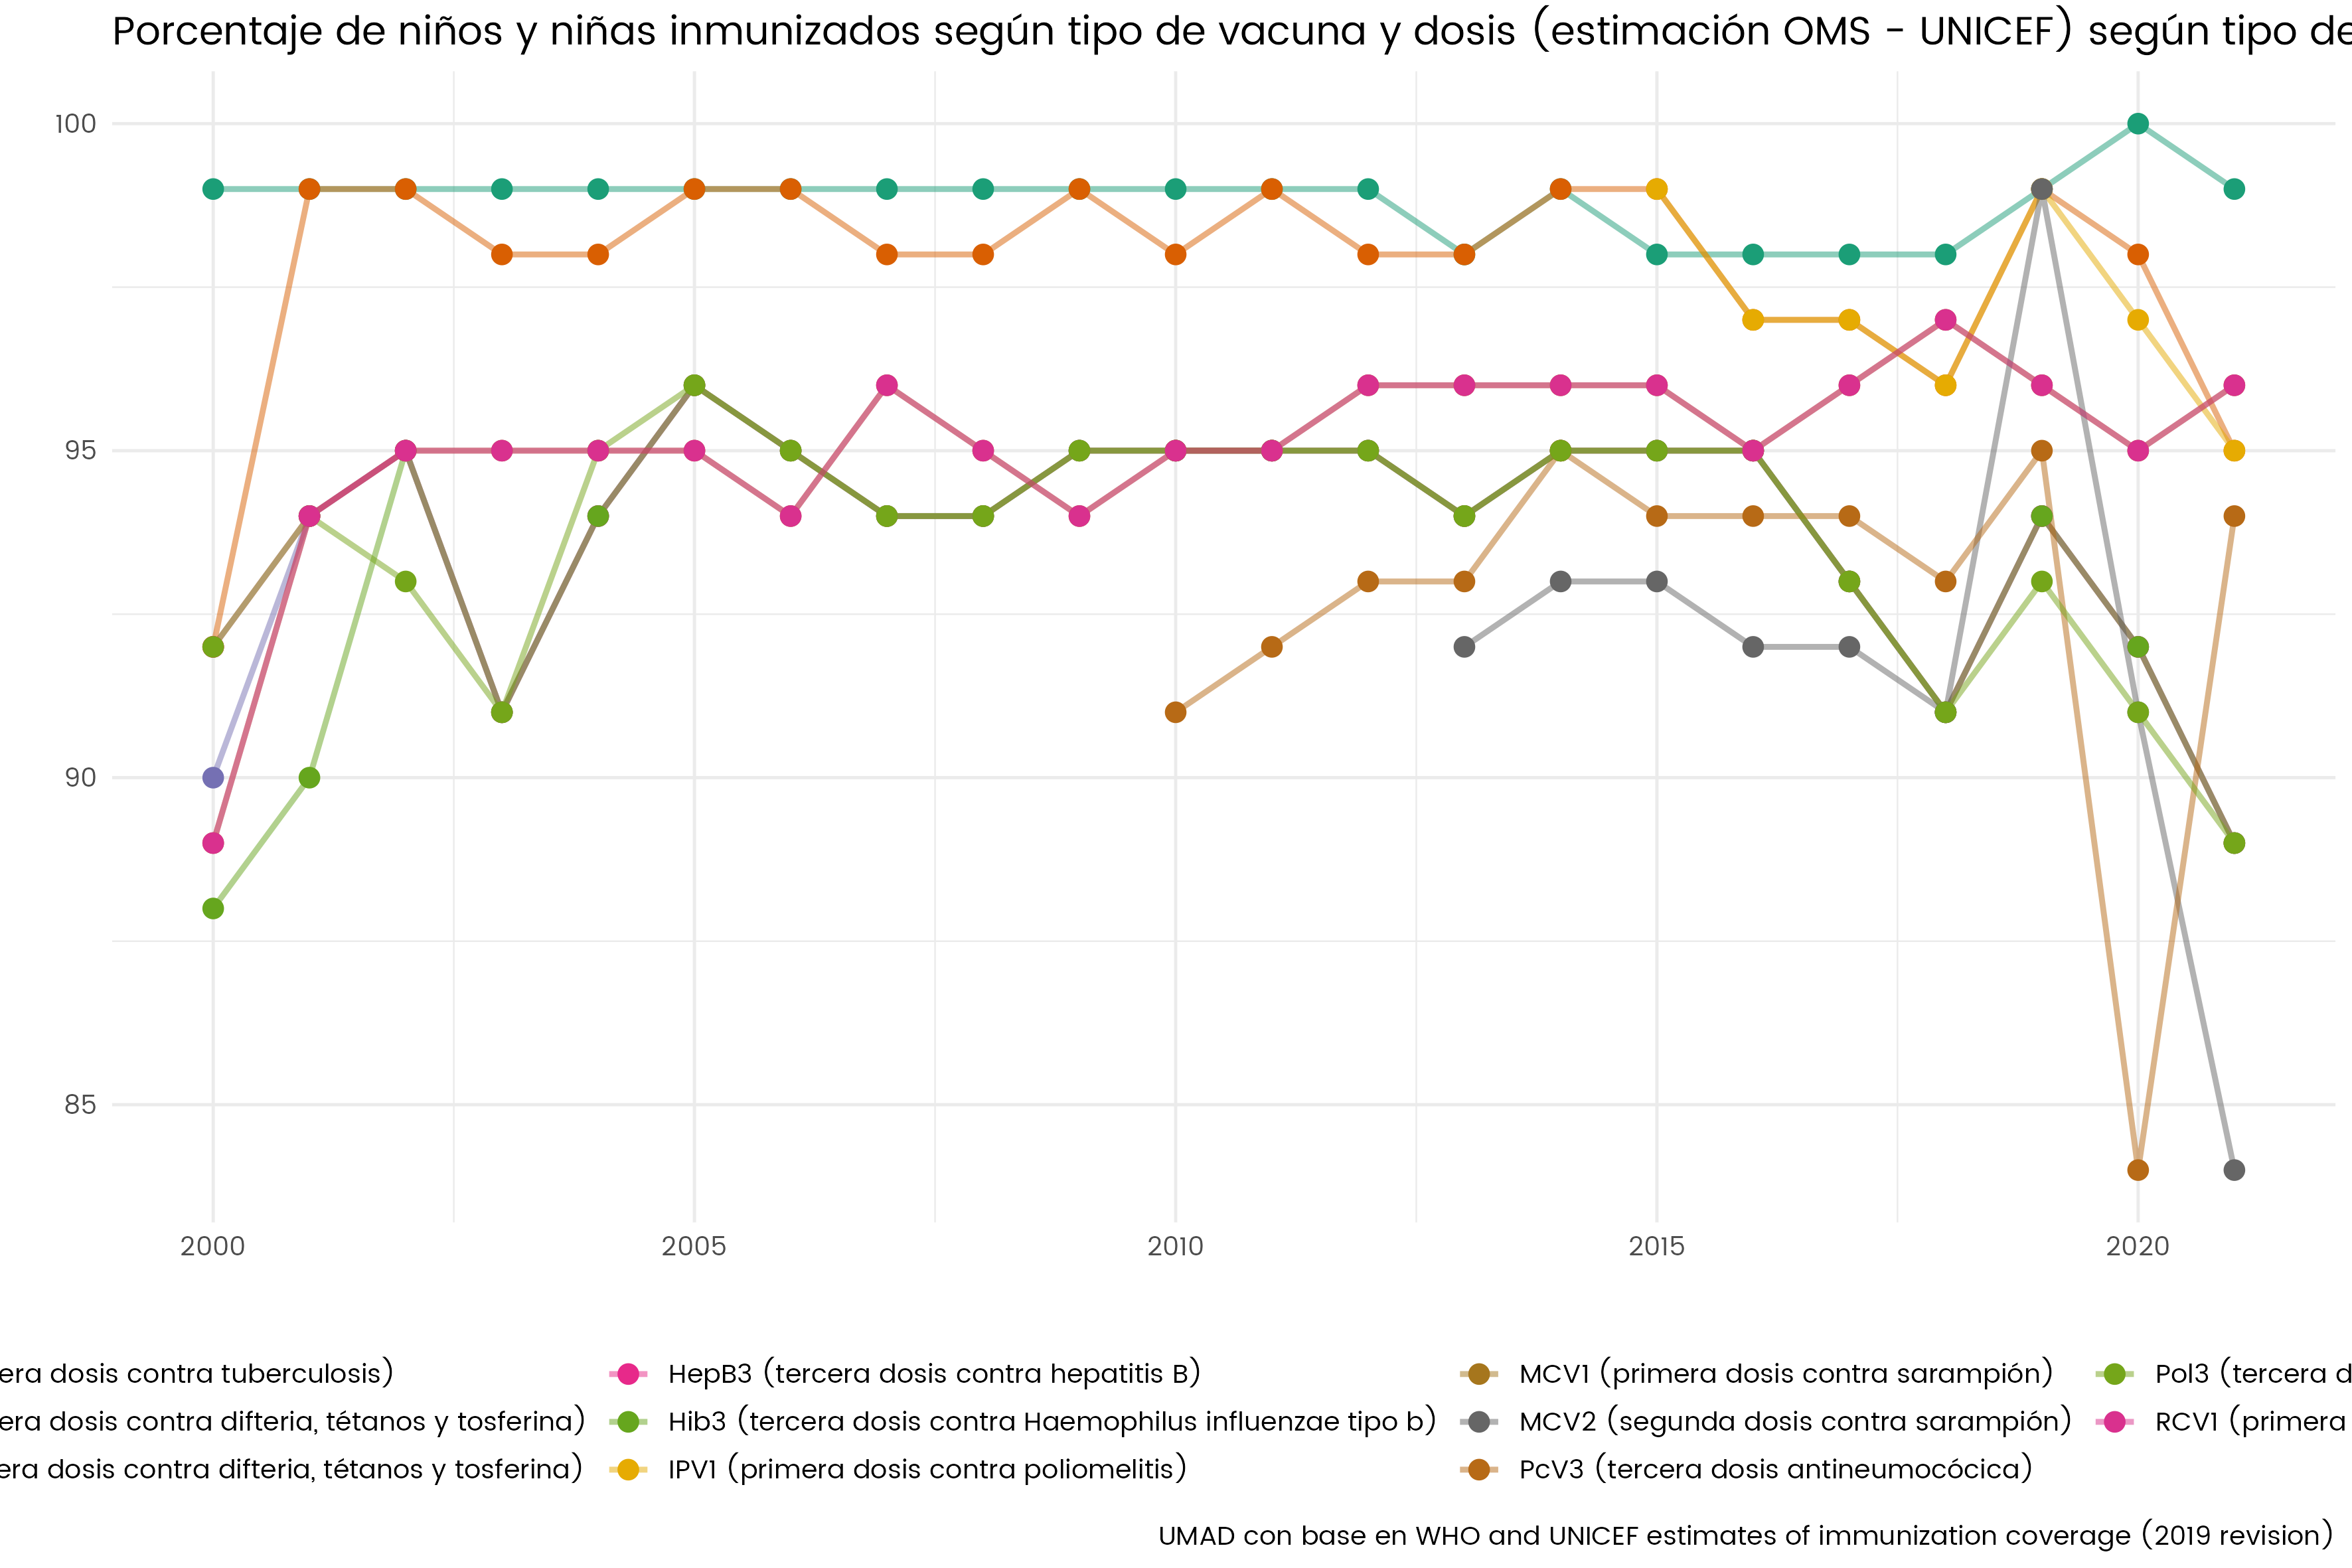 Porcentaje de niños y niñas inmunizados según tipo de vacuna y dosis (estimación OMS - UNICEF) según tipo de
100
95
90
85
2000 2005 2010 2015 2020
era dosis contra tuberculosis) HepB3 (tercera dosis contra hepatitis B) MCV1 (primera dosis contra sarampión) Pol3 (tercera d
era dosis contra difteria, tétanos y tosferina) Hib3 (tercera dosis contra Haemophilus influenzae tipo b) MCV2 (segunda dosis contra sarampión) RCV1 (primera
era dosis contra difteria, tétanos y tosferina) IPV1 (primera dosis contra poliomelitis) PcV3 (tercera dosis antineumocócica)
UMAD con base en WHO and UNICEF estimates of immunization coverage (2019 revision)